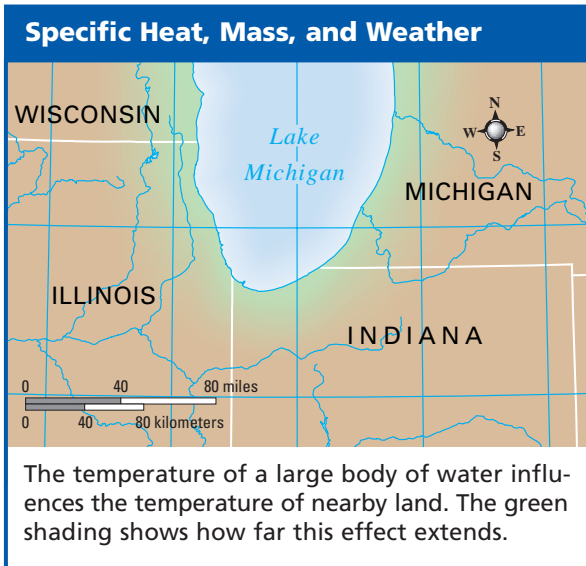 Specific Heat, Mass, and Weather
WISCONSIN
Lake
Michigan
N
W E
S
MICHIGAN
ILLINOIS
INDIANA
0 40 80 miles
0 40 80 kilometers
The temperature of a large body of water influ-
ences the temperature of nearby land. The green
shading shows how far this effect extends.